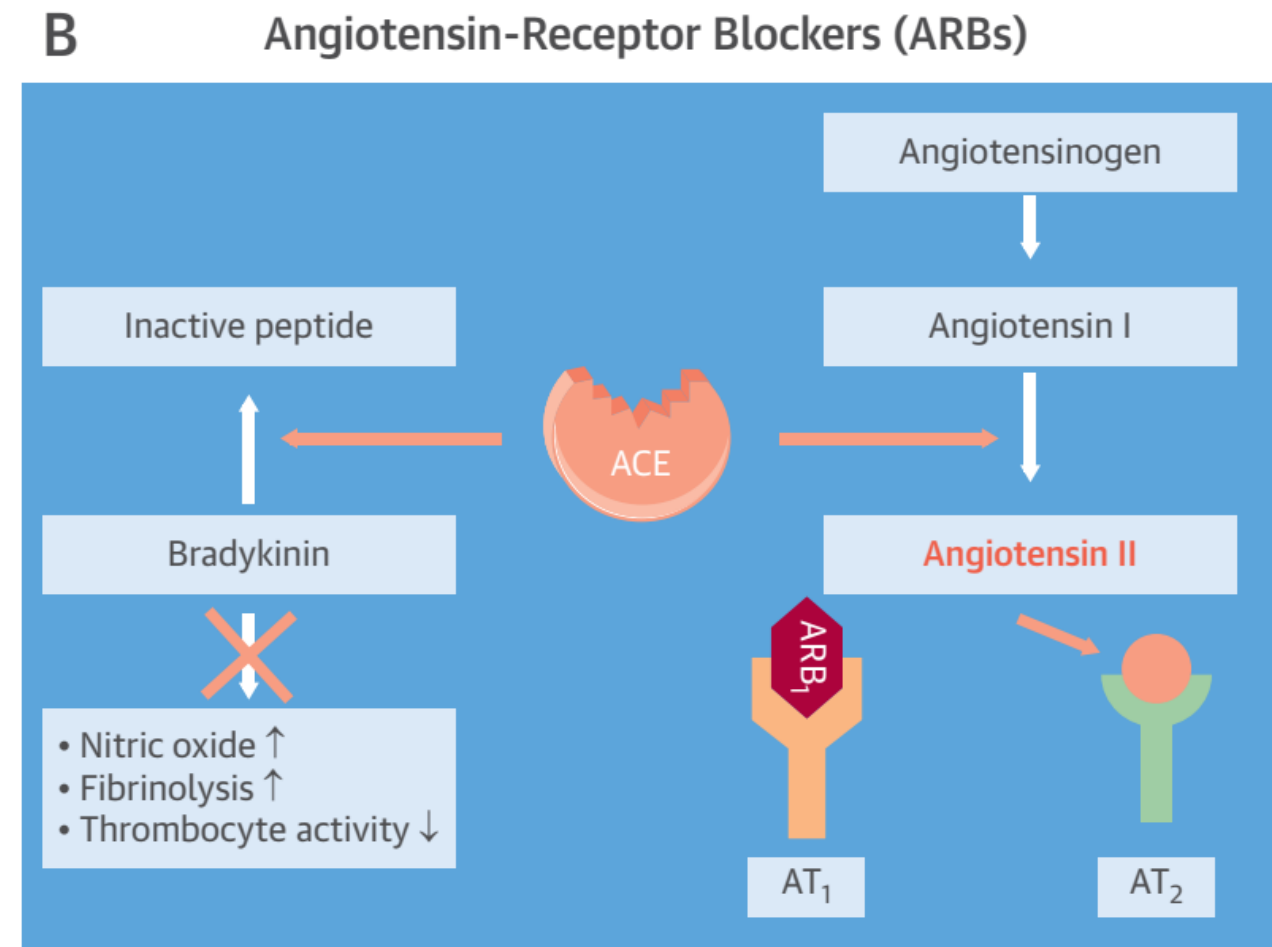 B
Angiotensin-Receptor Blockers (ARBs)
Angiotensinogen
Inactive peptide
Angiotensin I
ACE
Bradykinin
Angiotensin II
ARB₁
• Nitric oxide ↑
• Fibrinolysis ↑
• Thrombocyte activity ↓
AT₁
AT₂